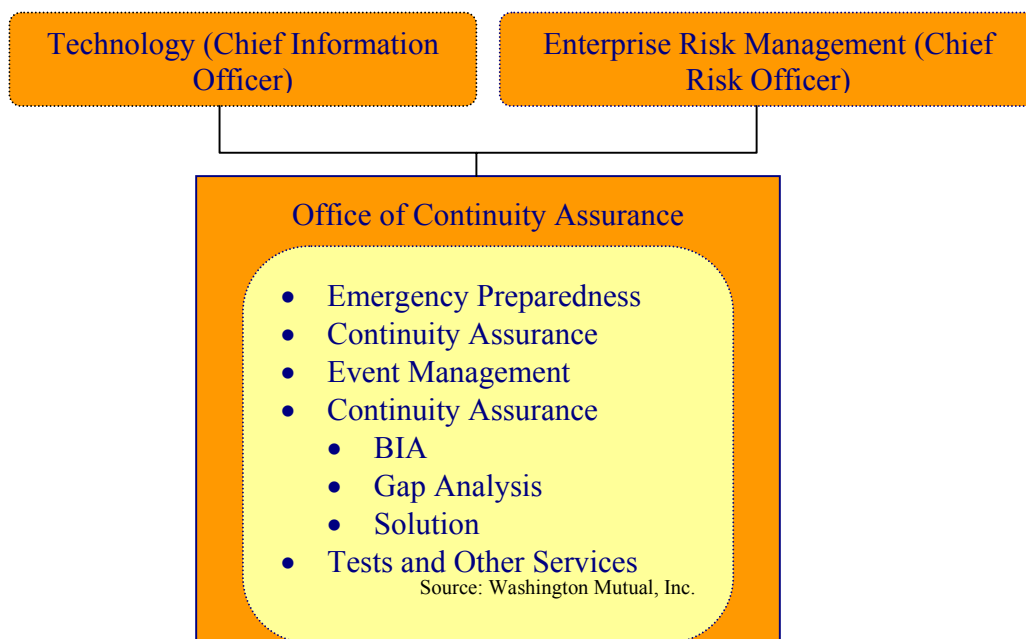 Technology (Chief Information
Officer)
Enterprise Risk Management (Chief
Risk Officer)
Office of Continuity Assurance
• Emergency Preparedness
• Continuity Assurance
• Event Management
• Continuity Assurance
• BIA
• Gap Analysis
• Solution
• Tests and Other Services
Source: Washington Mutual, Inc.